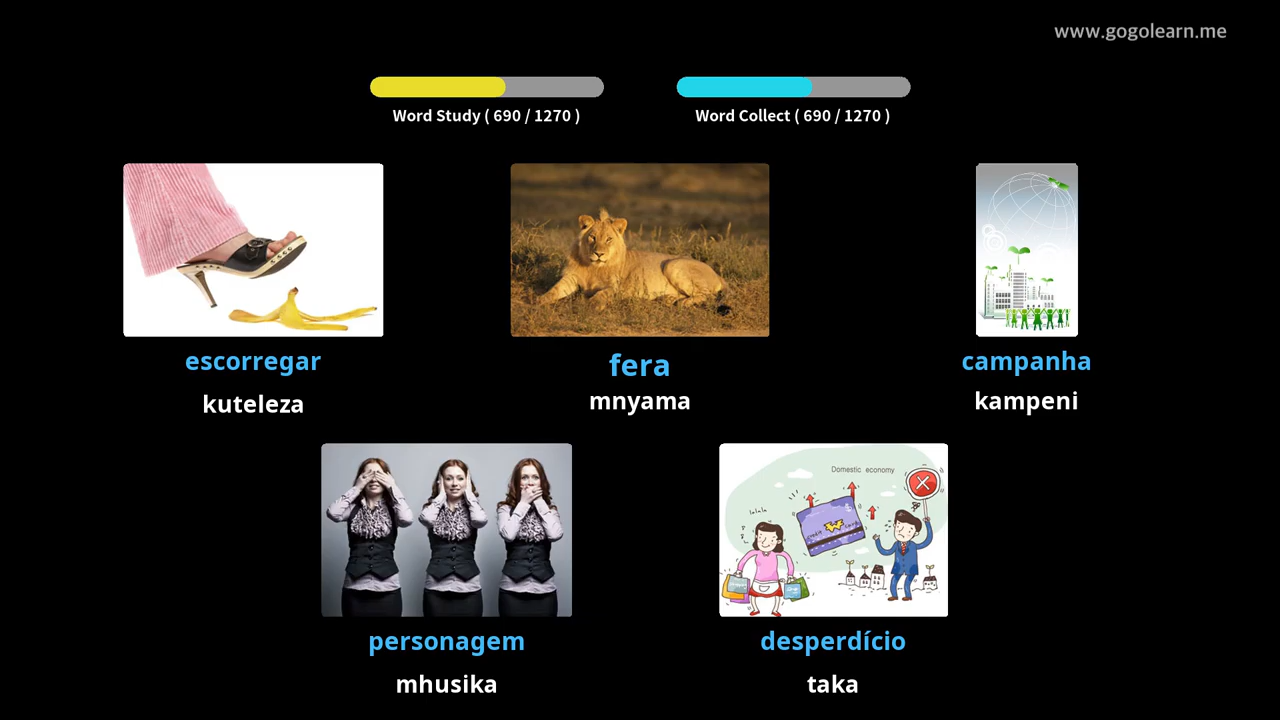 www.gogolearn.me
Word Study ( 690 / 1270 )
Word Collect ( 690 / 1270 )
escorregar
kuteleza
fera
mnyama
campanha
kampeni
personagem
mhusika
Domestic economy
lalala
desperdício
taka